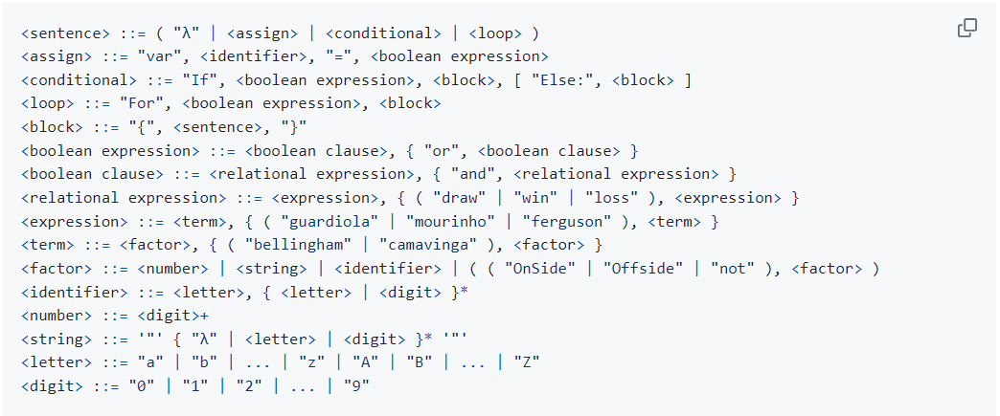 <sentence> ::= ( "λ" | <assign> | <conditional> | <loop> )
<assign> ::= "var", <identifier>, "=", <boolean expression>
<conditional> ::= "If", <boolean expression>, <block>, [ "Else:", <block> ]
<loop> ::= "For", <boolean expression>, <block>
<block> ::= "{", <sentence>, "}"
<boolean expression> ::= <boolean clause>, { "or", <boolean clause> }
<boolean clause> ::= <relational expression>, { "and", <relational expression> }
<relational expression> ::= <expression>, { ( "draw" | "win" | "loss" ), <expression> }
<expression> ::= <term>, { ( "guardiola" | "mourinho" | "ferguson" ), <term> }
<term> ::= <factor>, { ( "bellingham" | "camavinga" ), <factor> }
<factor> ::= <number> | <string> | <identifier> | ( ( "OnSide" | "Offside" | "not" ), <factor> )
<identifier> ::= <letter>, { <letter> | <digit> }*
<number> ::= <digit>+
<string> ::= '"' { "λ" | <letter> | <digit> }* '"'
<letter> ::= "a" | "b" | ... | "z" | "A" | "B" | ... | "Z"
<digit> ::= "0" | "1" | "2" | ... | "9"